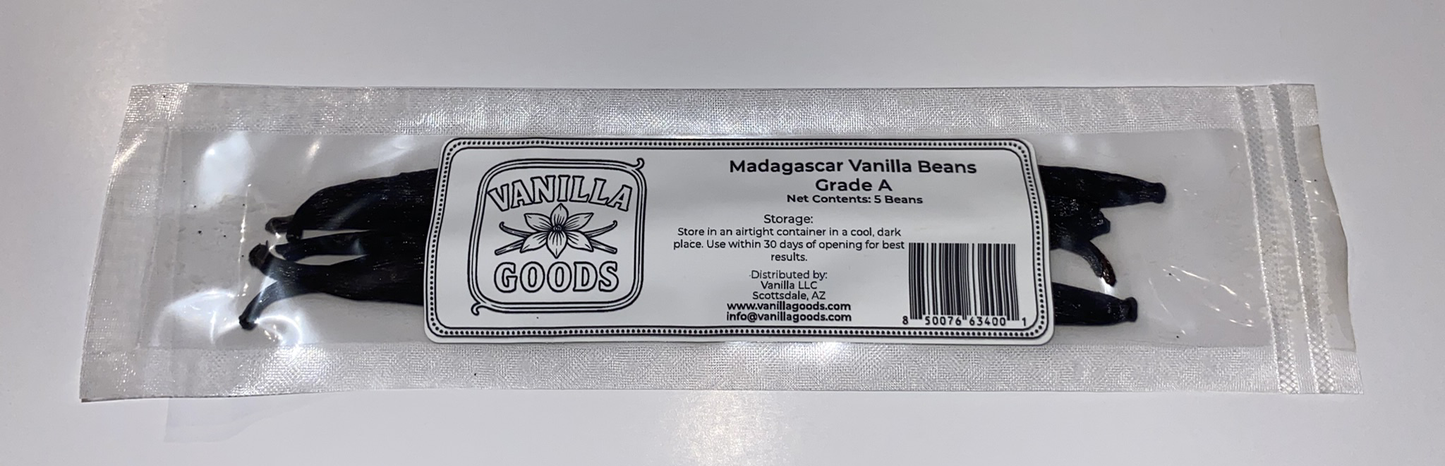 VANILLA
GOODS
Madagascar Vanilla Beans
Grade A
Net Contents: 5 Beans
Storage:
Store in an airtight container in a cool, dark
place. Use within 30 days of opening for best
results.
Distributed by:
Vanilla LLC
Scottsdale, AZ
www.vanillagoods.com
info@vanillagoods.com
8 50076 63400 1